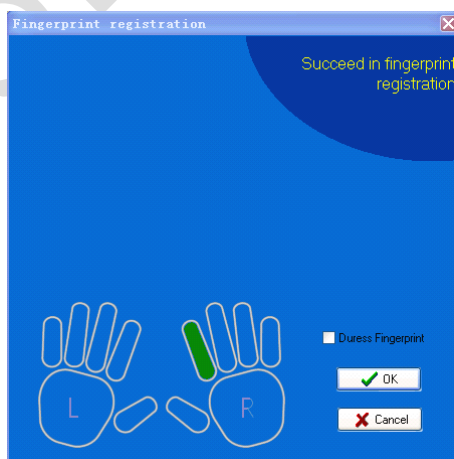 Fingerprint registration
Succeed in fingerprint
registration
Duress Fingerprint
L
R
OK
Cancel